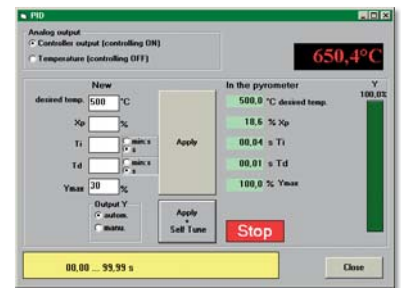 PID
Analog output
Controller output (controlling ON)
Temperature (controlling OFF)
650,4°C
New
In the pyrometer
Y
100,0%
desired temp. 500 °C
500,0 °C desired temp.
Xp %
18,6 % Xp
Ti min:s
s
00,04 s Ti
Td min:s
s
00,01 s Td
Ymax 30 %
100,0 % Ymax
Apply
Output Y
autom.
manu.
Apply
+
Self Tune
Stop
00,00 ... 99,99 s
Close